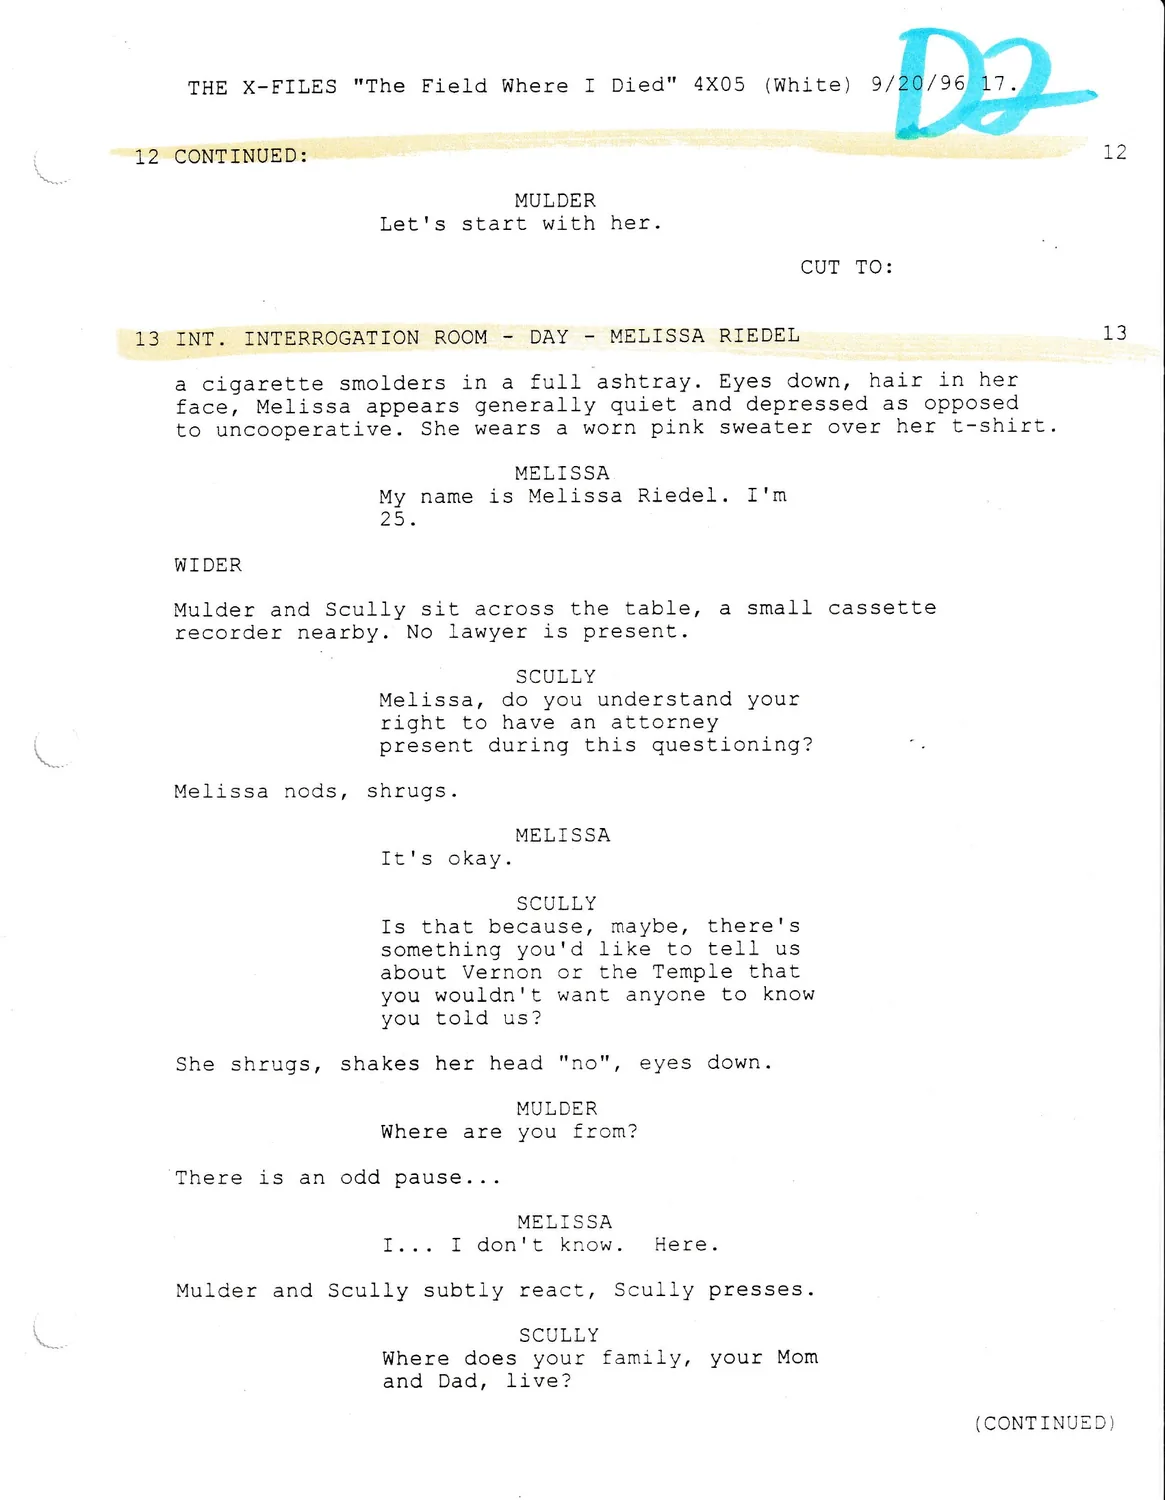 D2
THE X-FILES "The Field Where I Died" 4X05 (White) 9/20/96 17.
12 CONTINUED: 12
MULDER
Let's start with her.
CUT TO:
13 INT. INTERROGATION ROOM - DAY - MELISSA RIEDEL 13
a cigarette smolders in a full ashtray. Eyes down, hair in her
face, Melissa appears generally quiet and depressed as opposed
to uncooperative. She wears a worn pink sweater over her t-shirt.
MELISSA
My name is Melissa Riedel. I'm
25.
WIDER
Mulder and Scully sit across the table, a small cassette
recorder nearby. No lawyer is present.
SCULLY
Melissa, do you understand your
right to have an attorney
present during this questioning?
Melissa nods, shrugs.
MELISSA
It's okay.
SCULLY
Is that because, maybe, there's
something you'd like to tell us
about Vernon or the Temple that
you wouldn't want anyone to know
you told us?
She shrugs, shakes her head "no", eyes down.
MULDER
Where are you from?
There is an odd pause...
MELISSA
I... I don't know. Here.
Mulder and Scully subtly react, Scully presses.
SCULLY
Where does your family, your Mom
and Dad, live?
(CONTINUED)